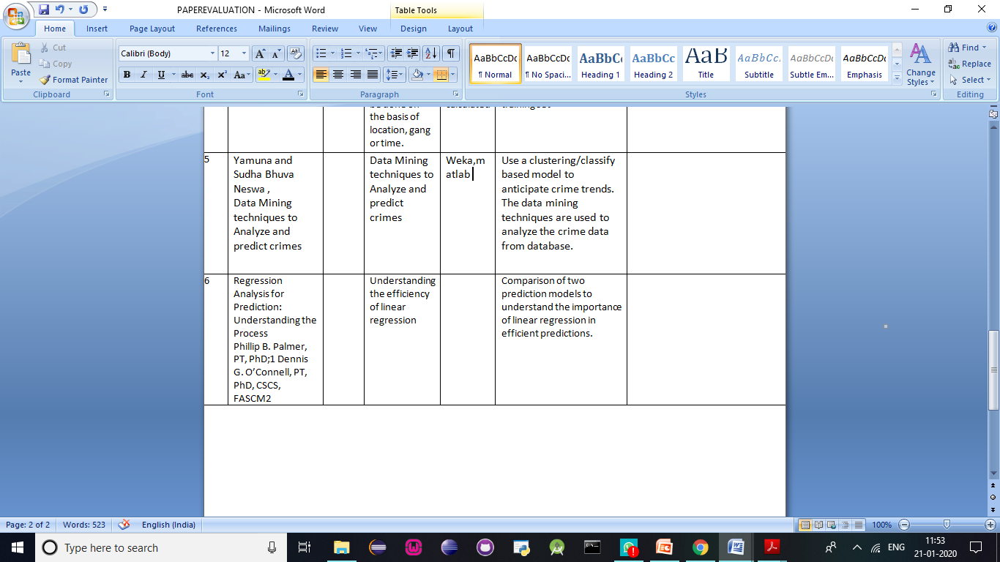 PAPEREVALUATION - Microsoft Word
Table Tools
Home Insert Page Layout References Mailings Review View Design Layout
Paste
Cut
Copy
Format Painter
Clipboard
Calibri (Body) 12
B I U abc x₂ x² Aa ab A
Font
Paragraph
AaBbCcDc AaBbCcDc AaBbC AaBbCc AaB AaBbCc. AaBbCcDc AaBbCcDc
¶ Normal ¶ No Spaci... Heading 1 Heading 2 Title Subtitle Subtle Em... Emphasis
Change
Styles
Styles
Find
Replace
Select
Editing
the basis of
location, gang
or time.
5
Yamuna and
Sudha Bhuva
Neswa ,
Data Mining
techniques to
Analyze and
predict crimes
Data Mining
techniques to
Analyze and
predict
crimes
Weka,m
atlab
Use a clustering/classify
based model to
anticipate crime trends.
The data mining
techniques are used to
analyze the crime data
from database.
6
Regression
Analysis for
Prediction:
Understanding the
Process
Phillip B. Palmer,
PT, PhD;1 Dennis
G. O’Connell, PT,
PhD, CSCS,
FASCM2
Understanding
the efficiency
of linear
regression
Comparison of two
prediction models to
understand the importance
of linear regression in
efficient predictions.
Page: 2 of 2 Words: 523 English (India) 100%
Type here to search
ENG
11:53
21-01-2020